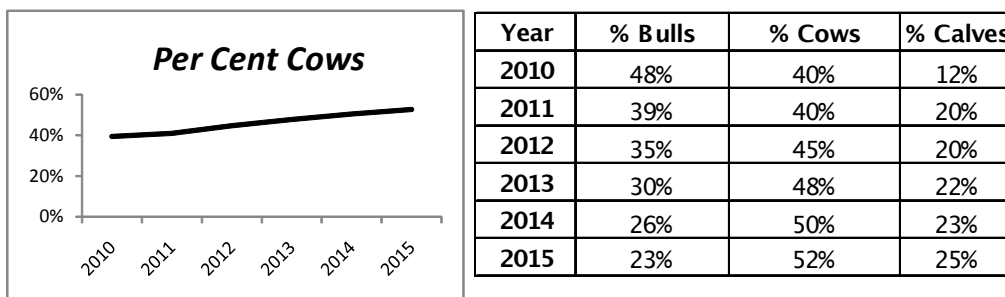 Per Cent Cows
60%
40%
20%
0%
2010 2011 2012 2013 2014 2015
Year % Bulls % Cows % Calves
2010 48% 40% 12%
2011 39% 40% 20%
2012 35% 45% 20%
2013 30% 48% 22%
2014 26% 50% 23%
2015 23% 52% 25%